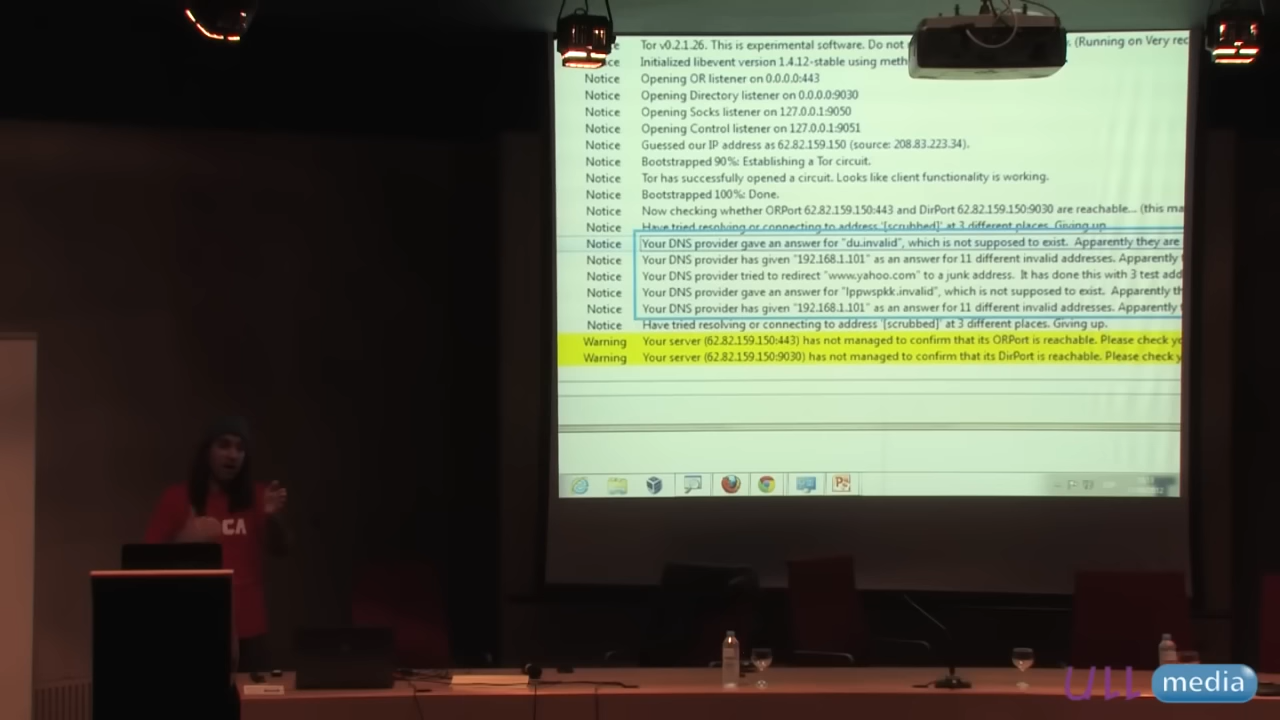 Tor v0.2.1.26. This is experimental software. Do not (Running on Very rec
Initialized libevent version 1.4.12-stable using meth
Notice Opening OR listener on 0.0.0.0:443
Notice Opening Directory listener on 0.0.0.0:9030
Notice Opening Socks listener on 127.0.0.1:9050
Notice Opening Control listener on 127.0.0.1:9051
Notice Guessed our IP address as 62.82.159.150 (source: 208.83.223.34).
Notice Bootstrapped 90%: Establishing a Tor circuit.
Notice Tor has successfully opened a circuit. Looks like client functionality is working.
Notice Bootstrapped 100%: Done.
Notice Now checking whether ORPort 62.82.159.150:443 and DirPort 62.82.159.150:9030 are reachable... (this ma
Notice Have tried resolving or connecting to address '[scrubbed]' at 3 different places. Giving up.
Notice Your DNS provider gave an answer for "du.invalid", which is not supposed to exist. Apparently they are
Notice Your DNS provider has given "192.168.1.101" as an answer for 11 different invalid addresses. Apparently t
Notice Your DNS provider tried to redirect "www.yahoo.com" to a junk address. It has done this with 3 test add
Notice Your DNS provider gave an answer for "lppwspkk.invalid", which is not supposed to exist. Apparently th
Notice Your DNS provider has given "192.168.1.101" as an answer for 11 different invalid addresses. Apparently t
Notice Have tried resolving or connecting to address '[scrubbed]' at 3 different places. Giving up.
Warning Your server (62.82.159.150:443) has not managed to confirm that its ORPort is reachable. Please check yo
Warning Your server (62.82.159.150:9030) has not managed to confirm that its DirPort is reachable. Please check y
CA
ULL media